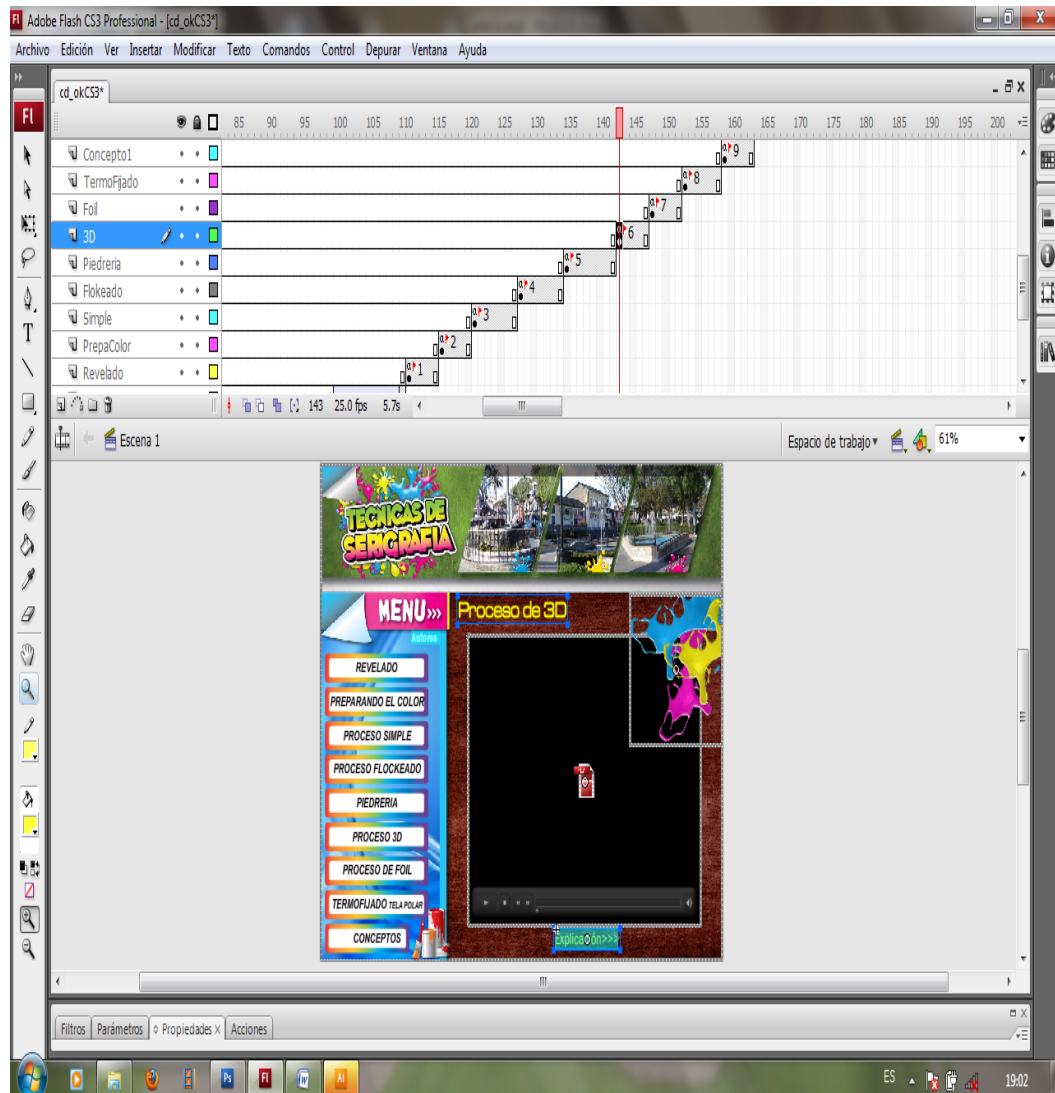 Fl Adobe Flash CS3 Professional - [cd_okCS3*]
Archivo Edición Ver Insertar Modificar Texto Comandos Control Depurar Ventana Ayuda
cd_okCS3*
Fl
85 90 95 100 105 110 115 120 125 130 135 140 145 150 155 160 165 170 175 180 185 190 195 200
Concepto1 a 9
TermoFijado a 8
Foil a 7
3D a 6
Piedreria a 5
Flokeado a 4
Simple a 3
PrepaColor a 2
Revelado a 1
143 25.0 fps 5.7s
Escena 1 Espacio de trabajo 61%
TECNICAS DE
SERIGRAFIA
MENU »» Proceso de 3D
Autores
REVELADO
PREPARANDO EL COLOR
PROCESO SIMPLE
PROCESO FLOCKEADO
PIEDRERIA
PROCESO 3D
PROCESO DE FOIL
TERMOFIJADO TELA POLAR
CONCEPTOS
Explicación>>>
Filtros Parámetros Propiedades × Acciones
Ps Fl W Ai ES 19:02